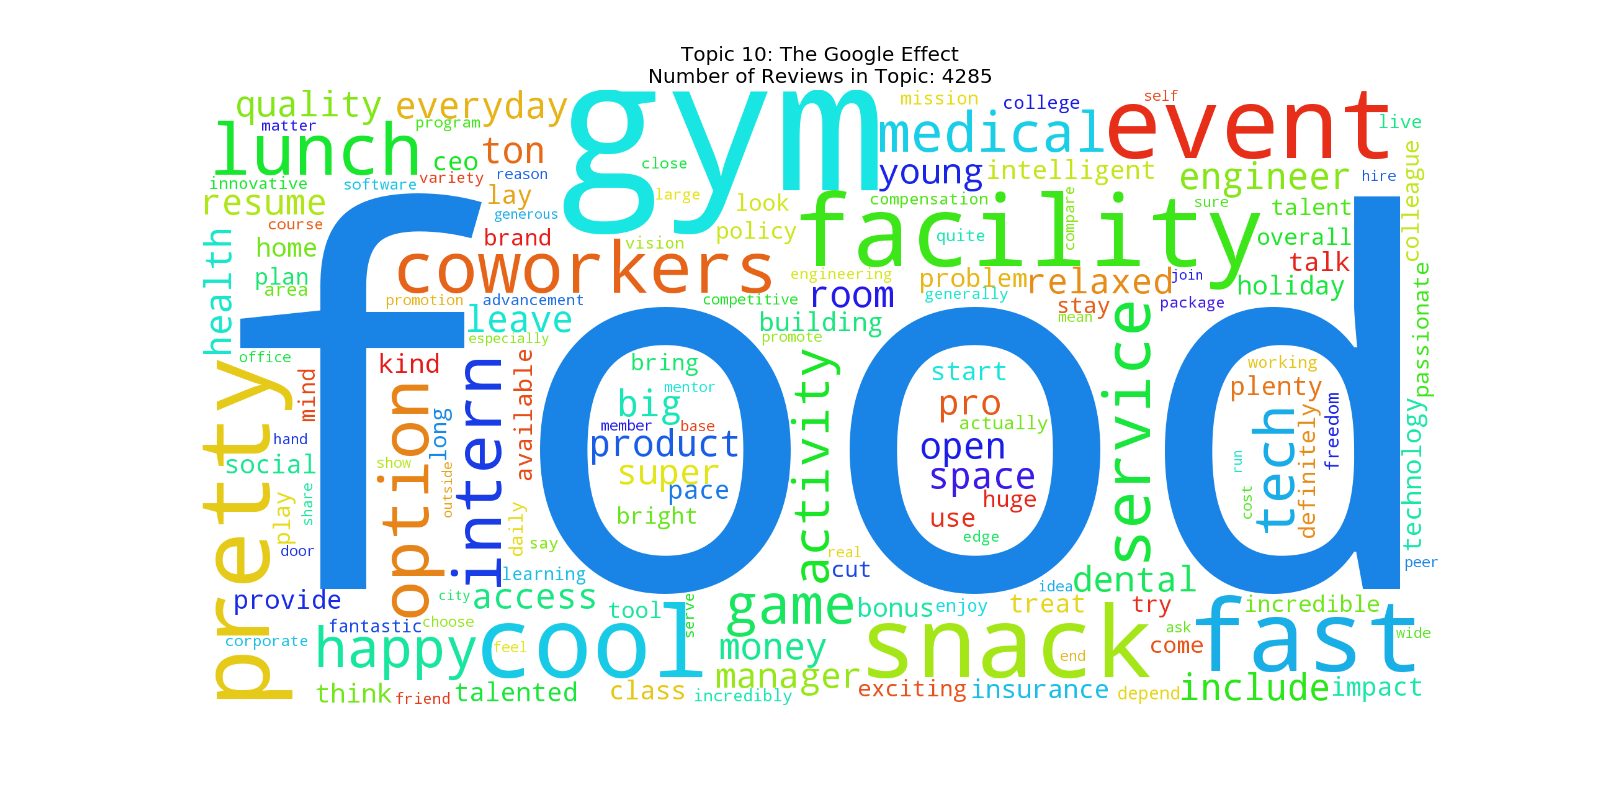 Topic 10: The Google Effect
Number of Reviews in Topic: 4285
quality
everyday
gym
mission
college
self
event
matter
program
medical
live
lunch
ceo
ton
close
young
intelligent
engineer
colleague
hire
innovative
software
variety
reason
lay
large
look
compensation
compare
sure
talent
resume
generous
course
brand
vision
policy
facility
quite
overall
health
home
coworkers
engineering
problem
relaxed
talk
join
plan
area
promotion
advancement
competitive
room
generally
stay
holiday
package
passionate
leave
building
mean
food
office
especially
promote
kind
bring
start
working
pretty
mind
option
intern
available
big
mentor
activity
pro
service
plenty
long
member
base
actually
tech
definitely
freedom
technology
hand
product
open
social
show
super
space
run
outside
pace
huge
play
share
daily
bright
use
cost
door
say
edge
real
cut
learning
idea
dental
peer
provide
city
access
tool
serve
game
bonus
enjoy
treat
try
incredible
fantastic
choose
ask
fast
wide
corporate
happy
cool
feel
money
snack
end
come
manager
think
friend
talented
class
incredibly
exciting
insurance
depend
include
impact